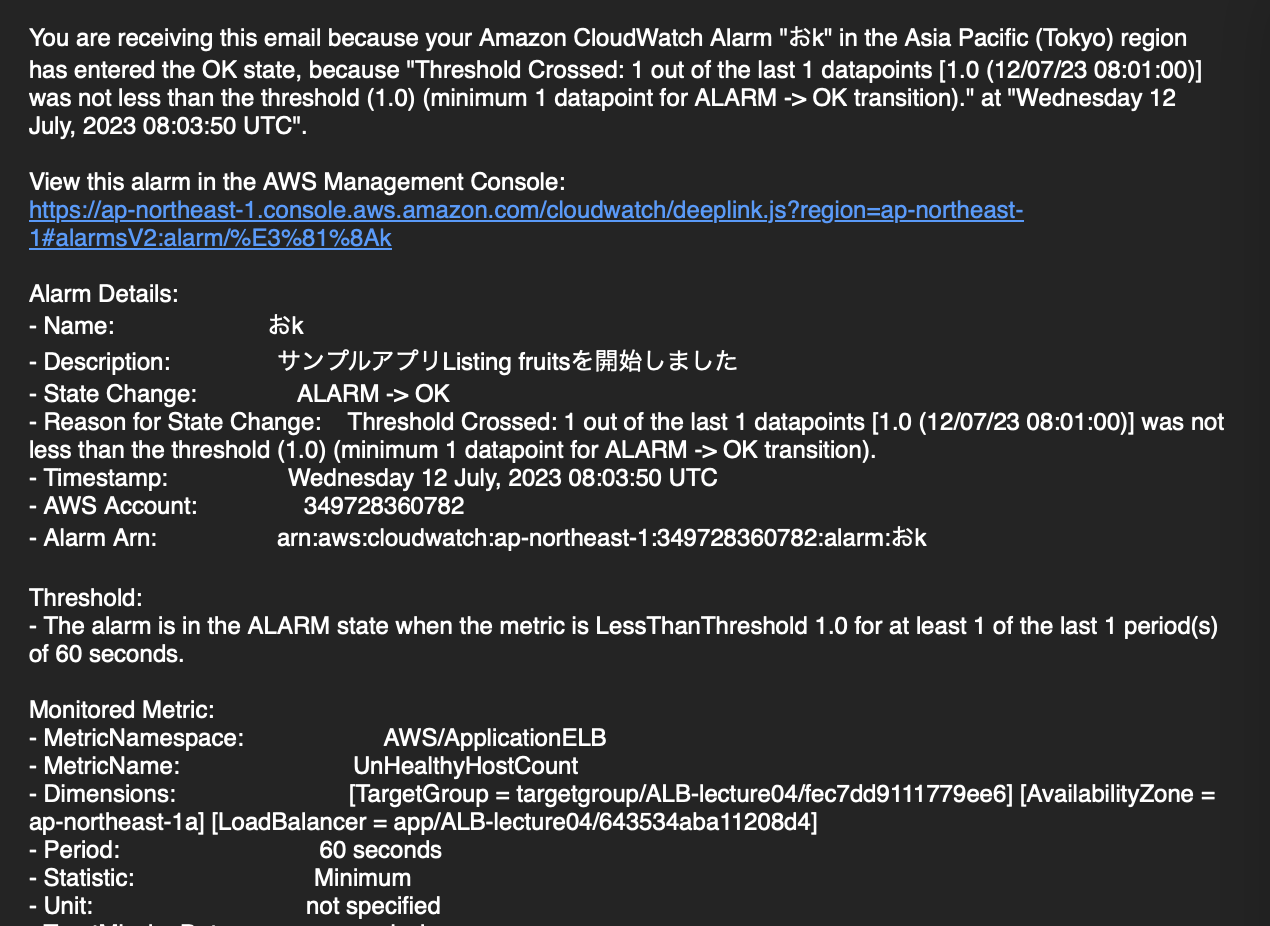 You are receiving this email because your Amazon CloudWatch Alarm "おk" in the Asia Pacific (Tokyo) region
has entered the OK state, because "Threshold Crossed: 1 out of the last 1 datapoints [1.0 (12/07/23 08:01:00)]
was not less than the threshold (1.0) (minimum 1 datapoint for ALARM -> OK transition)." at "Wednesday 12
July, 2023 08:03:50 UTC".
View this alarm in the AWS Management Console:
https://ap-northeast-1.console.aws.amazon.com/cloudwatch/deeplink.js?region=ap-northeast-
1#alarmsV2:alarm/%E3%81%8Ak
Alarm Details:
- Name: おk
- Description: サンプルアプリListing fruitsを開始しました
- State Change: ALARM -> OK
- Reason for State Change: Threshold Crossed: 1 out of the last 1 datapoints [1.0 (12/07/23 08:01:00)] was not
less than the threshold (1.0) (minimum 1 datapoint for ALARM -> OK transition).
- Timestamp: Wednesday 12 July, 2023 08:03:50 UTC
- AWS Account: 349728360782
- Alarm Arn: arn:aws:cloudwatch:ap-northeast-1:349728360782:alarm:おk
Threshold:
- The alarm is in the ALARM state when the metric is LessThanThreshold 1.0 for at least 1 of the last 1 period(s)
of 60 seconds.
Monitored Metric:
- MetricNamespace: AWS/ApplicationELB
- MetricName: UnHealthyHostCount
- Dimensions: [TargetGroup = targetgroup/ALB-lecture04/fec7dd9111779ee6] [AvailabilityZone =
ap-northeast-1a] [LoadBalancer = app/ALB-lecture04/643534aba11208d4]
- Period: 60 seconds
- Statistic: Minimum
- Unit: not specified